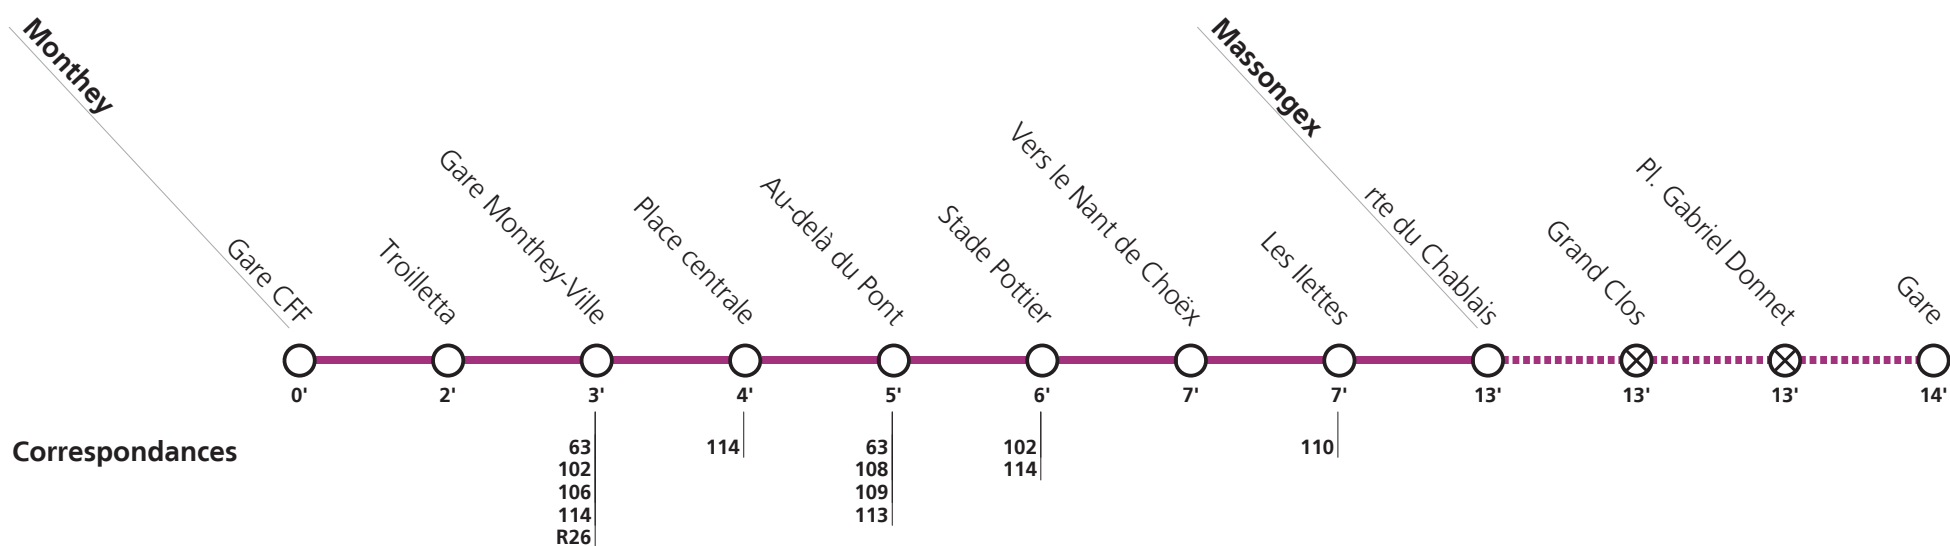 Monthey
Gare CFF
Troilletta
Gare Monthey-Ville
Place centrale
Au-delà du Pont
Stade Pottier
Vers le Nant de Choëx
Les Ilettes
Massongex
rte du Chablais
Grand Clos
Pl. Gabriel Donnet
Gare
0' 2' 3' 4' 5' 6' 7' 7' 13' 13' 13' 14'
Correspondances
63
102
106
114
R26
114
63
108
109
113
102
114
110